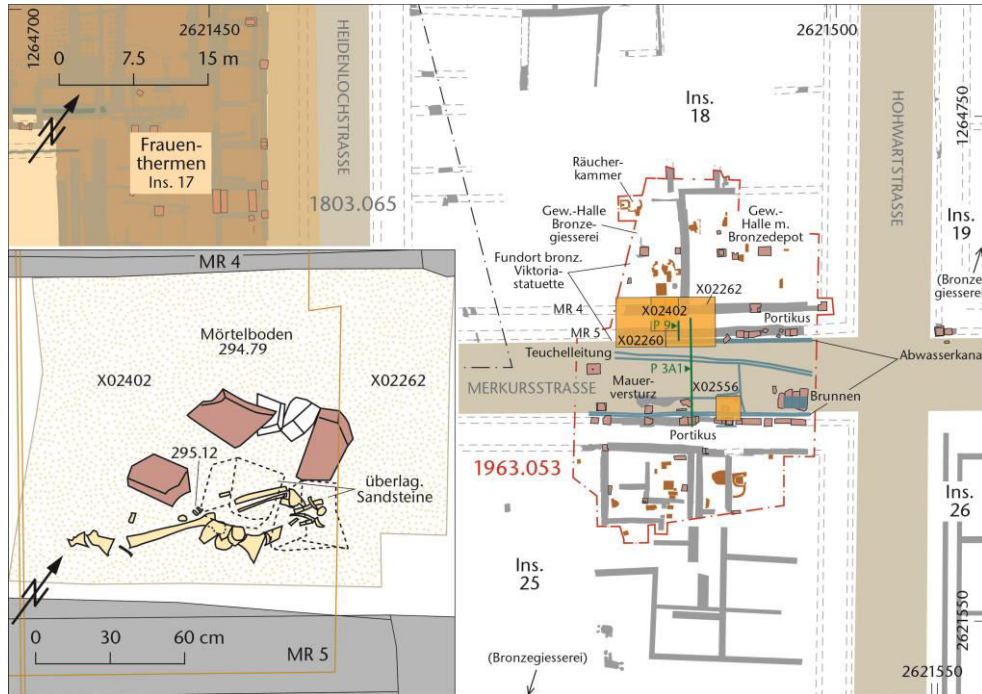 1264700
2621450
0 7.5 15 m
HEIDENLOCHSTRASSE
Frauen-
thermen
Ins. 17
1803.065
2621500
Ins.
18
HOHWARTSTRASSE
1264750
Räucher-
kammer
Gew.-Halle
Bronze-
giesserei
Gew.-
Halle m.
Bronzedepot
Fundort bronz.
Viktoria-
statuette
X02262
MR 4
X02402
P 9
Portikus
MR 5
X02260
Teuchelleitung
P 3A1
Abwasserkana
MERKURSSTRASSE
Mauer-
versturz
X02556
Brunnen
Portikus
1963.053
Ins.
19
(Bronze
giesserei)
Ins.
25
Ins.
26
(Bronzegiesserei)
2621550
2621550
MR 4
Mörtelboden
294.79
X02402
X02262
295.12
überlag.
Sandsteine
0 30 60 cm
MR 5